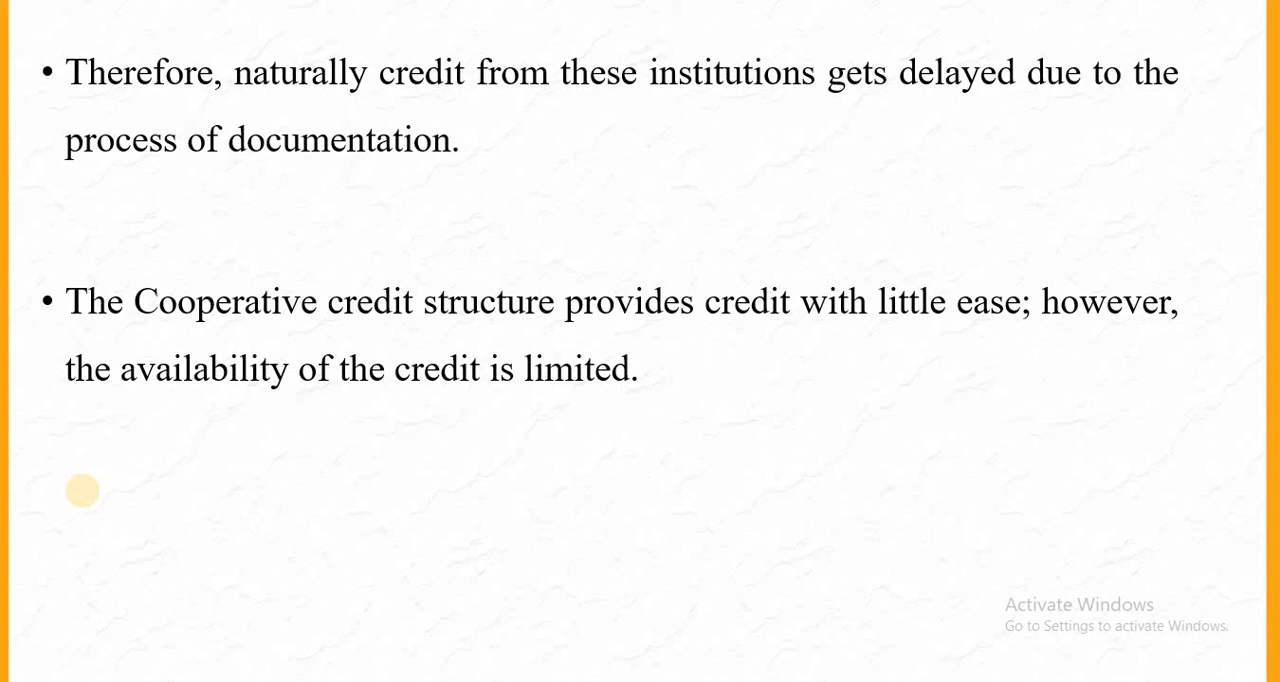 • Therefore, naturally credit from these institutions gets delayed due to the
process of documentation.
• The Cooperative credit structure provides credit with little ease; however,
the availability of the credit is limited.
Activate Windows
Go to Settings to activate Windows.